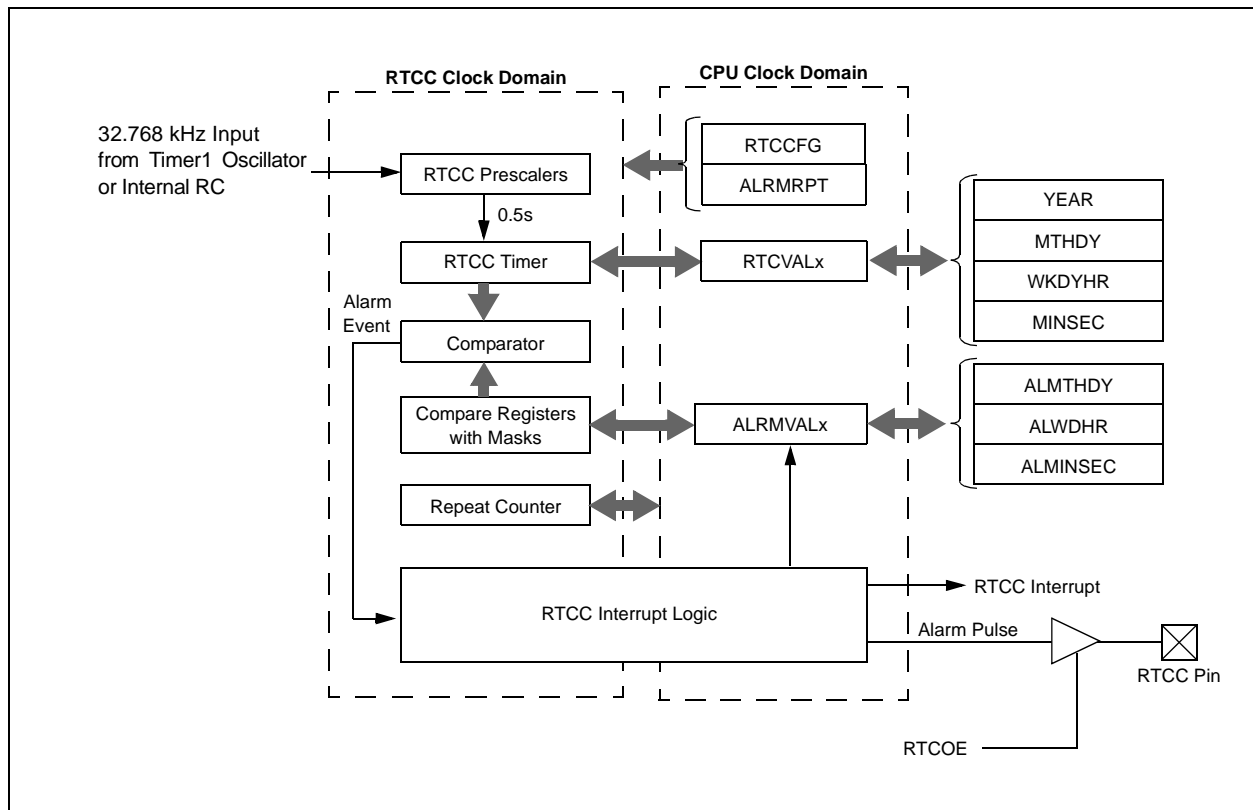 RTCC Clock Domain
CPU Clock Domain
32.768 kHz Input
from Timer1 Oscillator
or Internal RC
RTCC Prescalers
0.5s
RTCC Timer
Alarm
Event
Comparator
Compare Registers
with Masks
Repeat Counter
RTCC Interrupt Logic
RTCCFG
ALRMRPT
RTCVALx
ALRMVALx
YEAR
MTHDY
WKDYHR
MINSEC
ALMTHDY
ALWDHR
ALMINSEC
RTCC Interrupt
Alarm Pulse
RTCC Pin
RTCOE